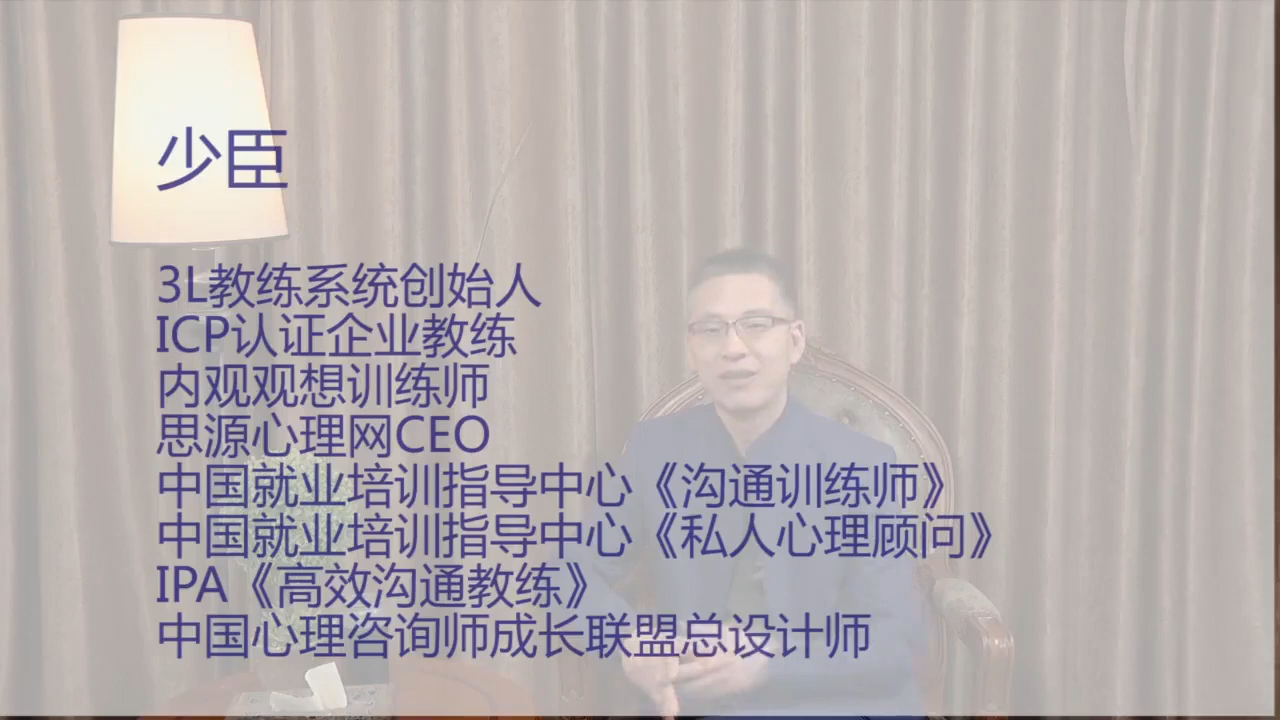 少臣
3L教练系统创始人
ICP认证企业教练
内观观想训练师
思源心理网CEO
中国就业培训指导中心《沟通训练师》
中国就业培训指导中心《私人心理顾问》
IPA《高效沟通教练》
中国心理咨询师成长联盟总设计师